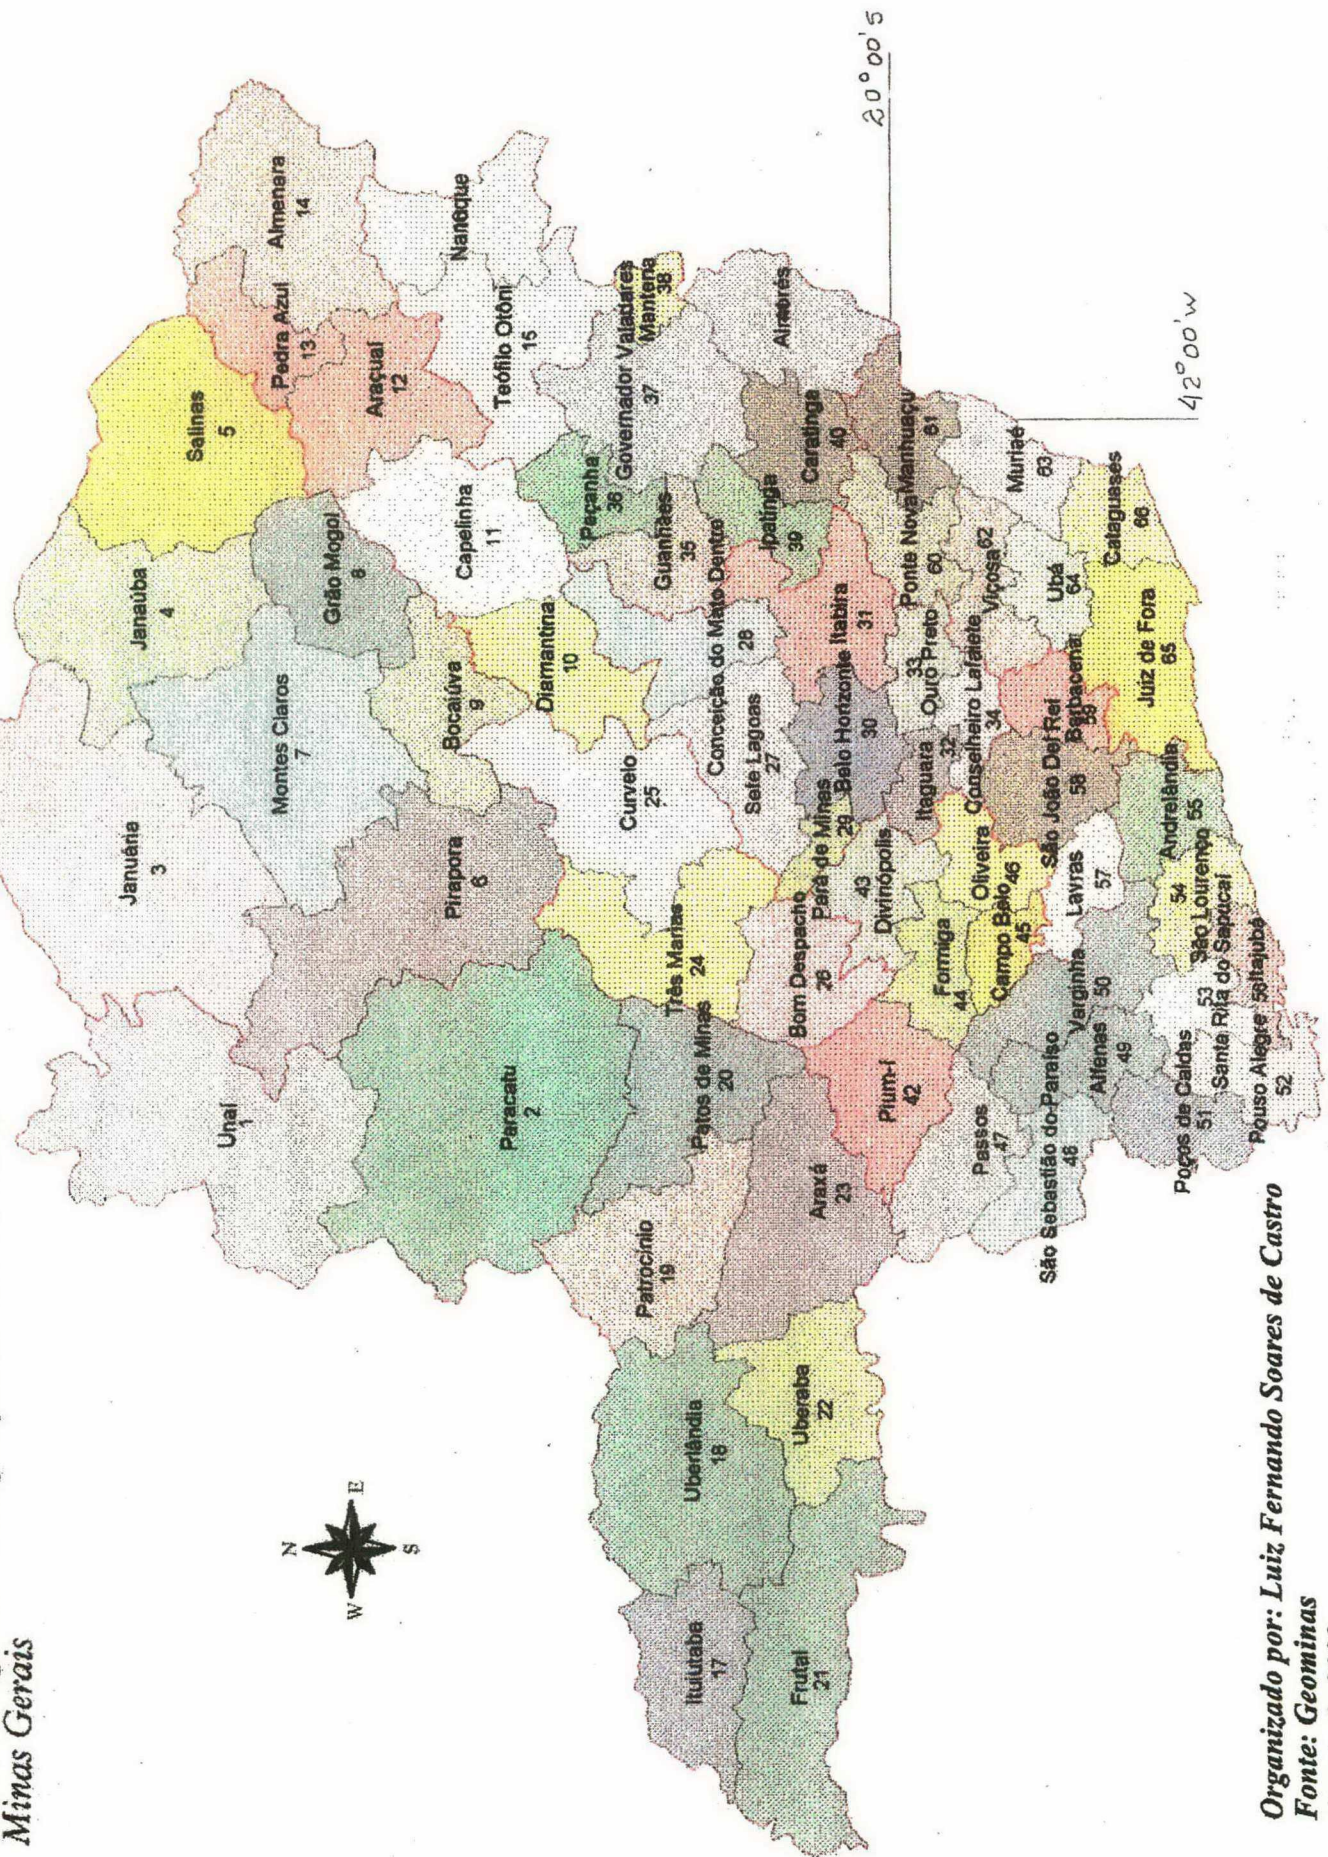 Minas Gerais
N
W
E
S
Unaí
1
Paracatu
2
Januária
3
Janaúba
4
Salinas
5
Pirapora
6
Montes Claros
7
Grão Mogol
8
Bocaiúva
9
Diamantina
10
Capelinha
11
Araçuaí
12
Pedra Azul
13
Almenara
14
Teófilo Otôni
15
Nanuque
Ituiutaba
17
Uberlândia
18
Patrocínio
19
Patos de Minas
20
Frutal
21
Uberaba
22
Araxá
23
Três Marias
24
Curvelo
25
Bom Despacho
26
Sete Lagoas
27
Conceição do Mato Dentro
28
Pará de Minas
29
Belo Horizonte
30
Itabira
31
Itaguara
32
Ouro Preto
33
Conselheiro Lafaiete
34
Guanhães
35
Peçanha
36
Governador Valadares
37
Mantena
38
Ipatinga
39
Caratinga
40
Aimorés
Pium-í
42
Divinópolis
43
Formiga
44
Campo Belo
45
Oliveira
46
Passos
47
São Sebastião do Paraíso
48
Alfenas
49
Varginha
50
Poços de Caldas
51
Pouso Alegre
52
Santa Rita do Sapucaí
53
São Lourenço
54
Andrelândia
55
Itajubá
56
Lavras
57
São João Del Rei
58
Barbacena
59
Ponte Nova
60
Manhuaçu
61
Viçosa
62
Muriaé
63
Ubá
64
Juiz de Fora
65
Cataguases
66
20°00'S
42°00'W
Organizado por: Luiz Fernando Soares de Castro
Fonte: Geominas